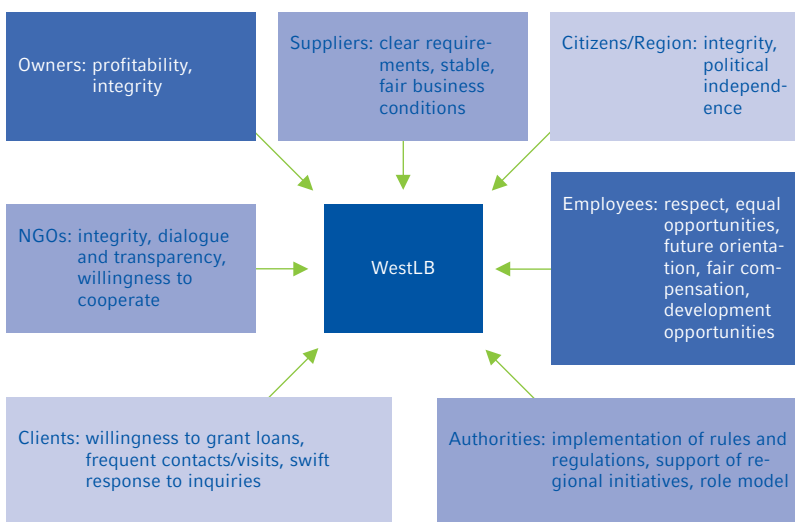 Owners: profitability,
integrity
Suppliers: clear require-
ments, stable,
fair business
conditions
Citizens/Region: integrity,
political
independ-
ence
NGOs: integrity, dialogue
and transparency,
willingness to
cooperate
WestLB
Employees: respect, equal
opportunities,
future orienta-
tion, fair com-
pensation,
development
opportunities
Clients: willingness to grant loans,
frequent contacts/visits, swift
response to inquiries
Authorities: implementation of rules and
regulations, support of re-
gional initiatives, role model